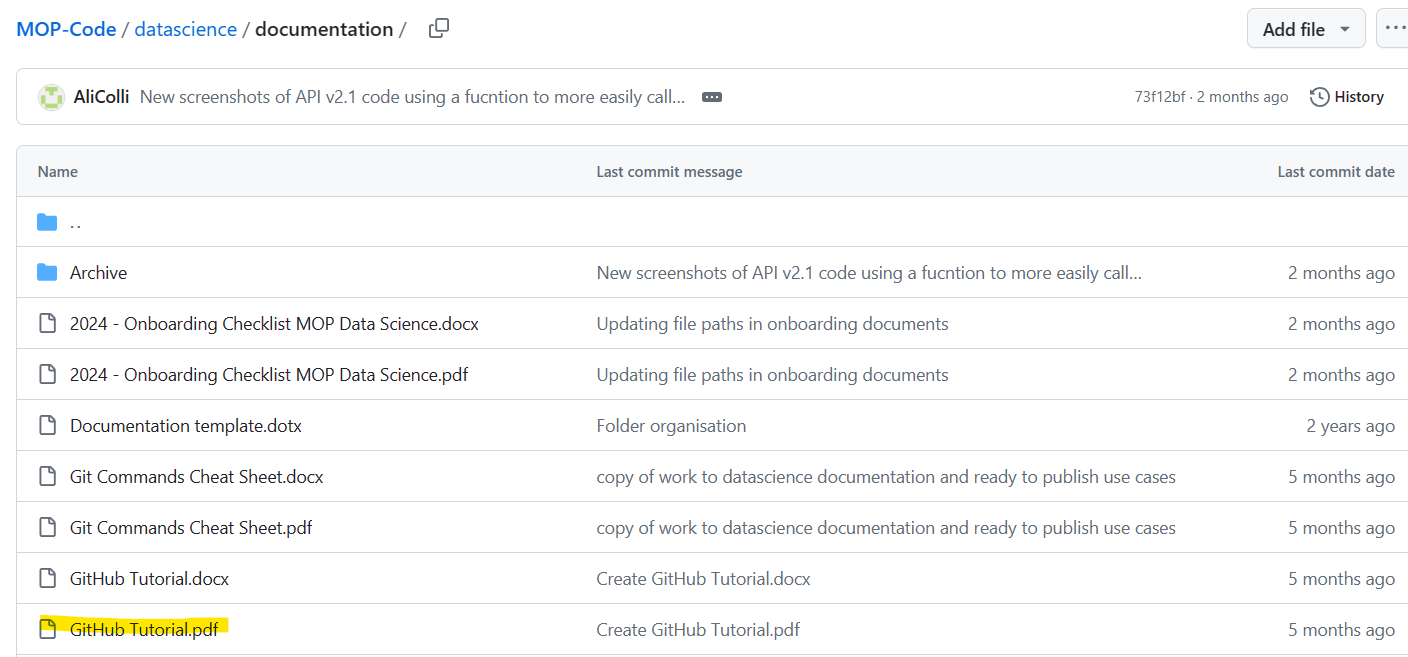 MOP-Code / datascience / documentation / Add file ...
AliColli New screenshots of API v2.1 code using a fucntion to more easily call... 73f12bf · 2 months ago History
Name Last commit message Last commit date
..
Archive New screenshots of API v2.1 code using a fucntion to more easily call... 2 months ago
2024 - Onboarding Checklist MOP Data Science.docx Updating file paths in onboarding documents 2 months ago
2024 - Onboarding Checklist MOP Data Science.pdf Updating file paths in onboarding documents 2 months ago
Documentation template.dotx Folder organisation 2 years ago
Git Commands Cheat Sheet.docx copy of work to datascience documentation and ready to publish use cases 5 months ago
Git Commands Cheat Sheet.pdf copy of work to datascience documentation and ready to publish use cases 5 months ago
GitHub Tutorial.docx Create GitHub Tutorial.docx 5 months ago
GitHub Tutorial.pdf Create GitHub Tutorial.pdf 5 months ago